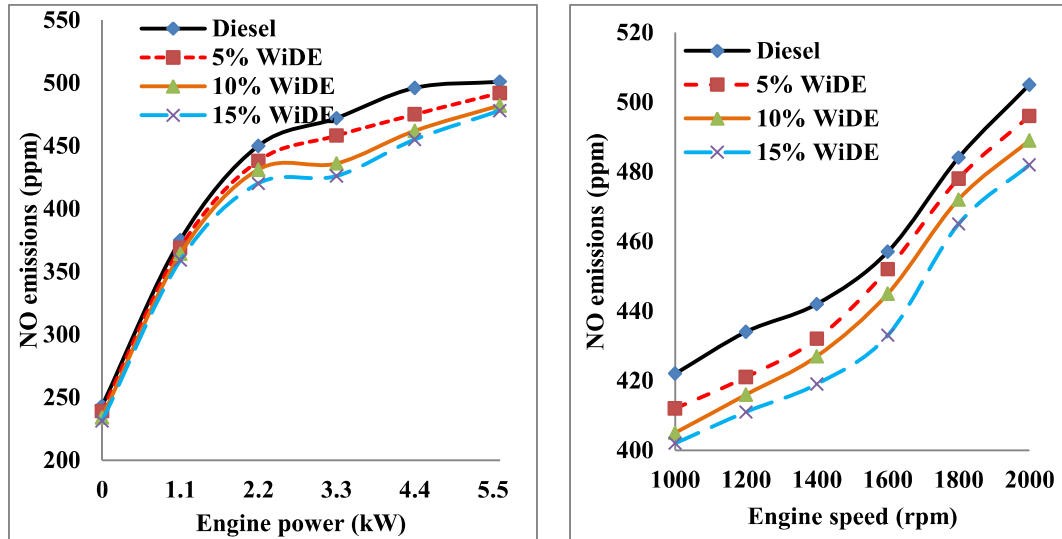 NO emissions (ppm)
550
500
450
400
350
300
250
200
Diesel
5% WiDE
10% WiDE
15% WiDE
0 1.1 2.2 3.3 4.4 5.5
Engine power (kW)
NO emissions (ppm)
520
500
480
460
440
420
400
Diesel
5% WiDE
10% WiDE
15% WiDE
1000 1200 1400 1600 1800 2000
Engine speed (rpm)